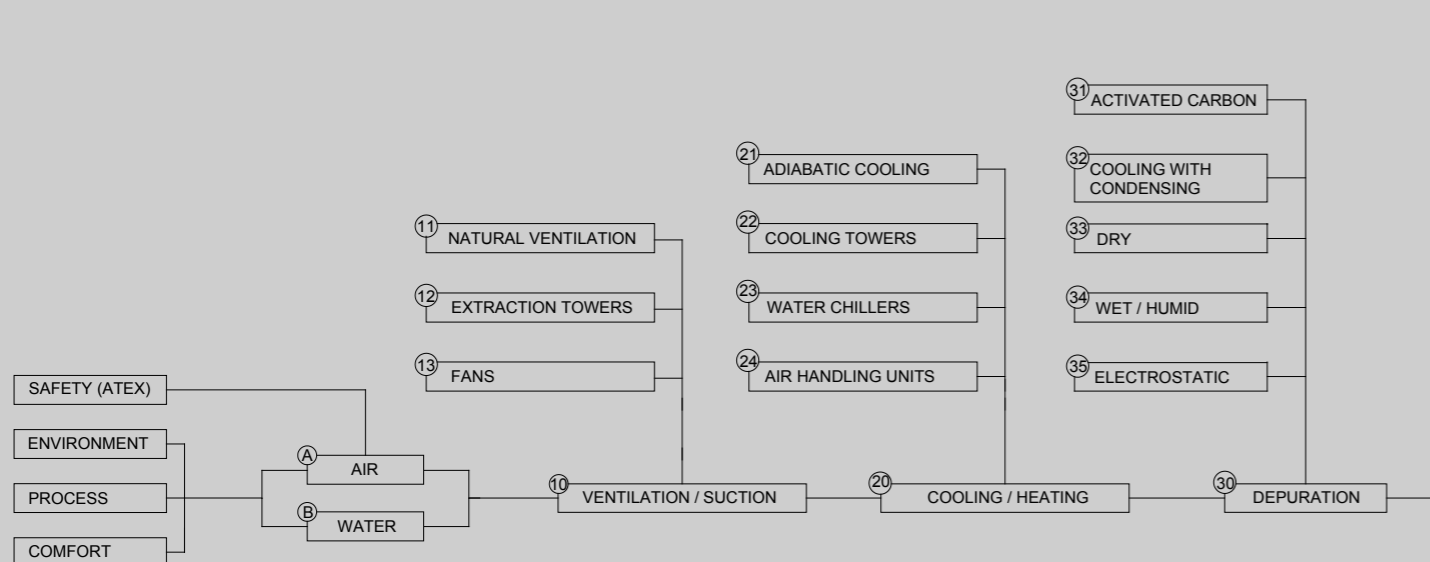 31
ACTIVATED CARBON
21
ADIABATIC COOLING
32
COOLING WITH
CONDENSING
11
NATURAL VENTILATION
22
COOLING TOWERS
33
DRY
12
EXTRACTION TOWERS
23
WATER CHILLERS
34
WET / HUMID
13
FANS
24
AIR HANDLING UNITS
35
ELECTROSTATIC
SAFETY (ATEX)
ENVIRONMENT
PROCESS
COMFORT
A
AIR
B
WATER
10
VENTILATION / SUCTION
20
COOLING / HEATING
30
DEPURATION